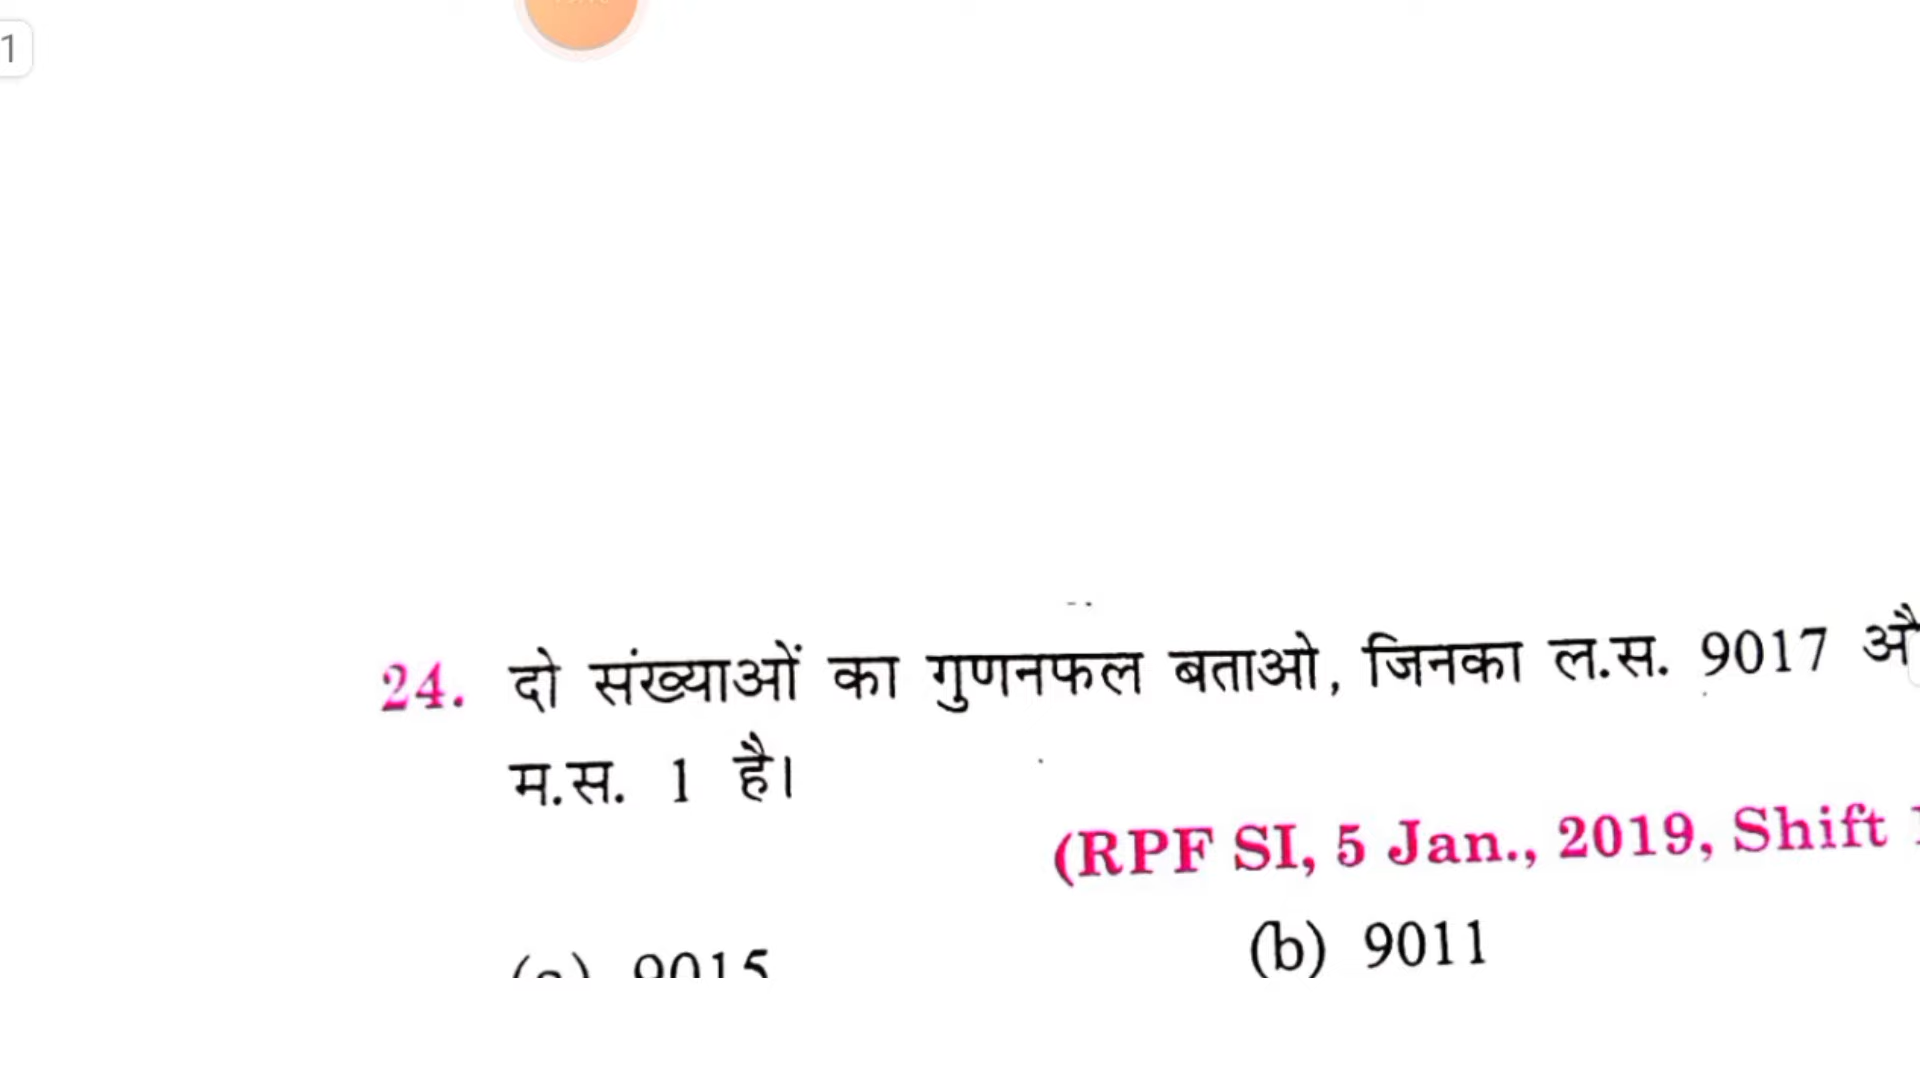 1
24. दो संख्याओं का गुणनफल बताओ, जिनका ल.स. 9017
म.स. 1 है।
(RPF SI, 5 Jan., 2019, Shift
(b) 9011